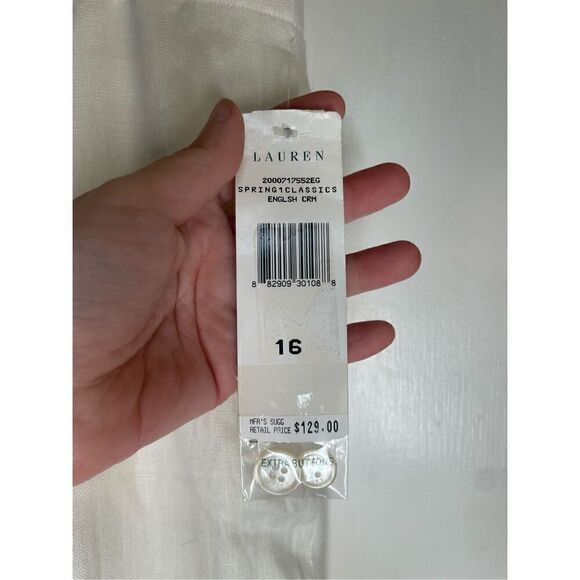 LAUREN
2000717552EG
SPRING1CLASSICS
ENGLSH CRM
8 82909 30108 8
16
MFR'S SUGG
RETAIL PRICE $129.00
EXTRA BUTTONS